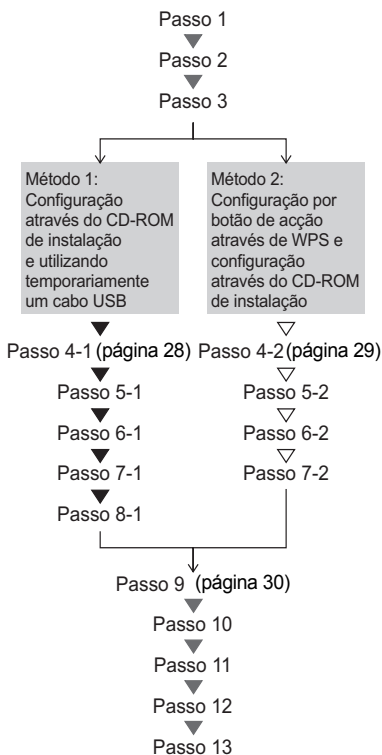 Passo 1
Passo 2
Passo 3
Método 1:
Configuração
através do CD-ROM
de instalação
e utilizando
temporariamente
um cabo USB
Método 2:
Configuração por
botão de acção
através de WPS e
configuração
através do CD-ROM
de instalação
Passo 4-1 (página 28)
Passo 5-1
Passo 6-1
Passo 7-1
Passo 8-1
Passo 4-2 (página 29)
Passo 5-2
Passo 6-2
Passo 7-2
Passo 9 (página 30)
Passo 10
Passo 11
Passo 12
Passo 13